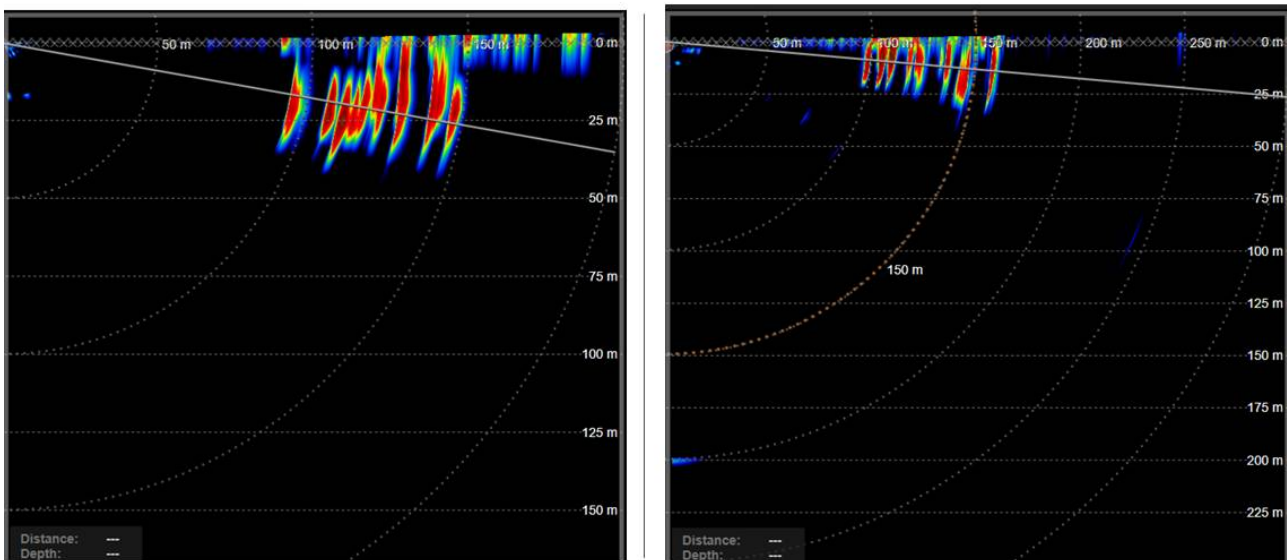 50 m 100 m 150 m 0 m
25 m
50 m
75 m
100 m
125 m
150 m
Distance: ---
Depth: ---
50 m 100 m 150 m 200 m 250 m 0 m
25 m
50 m
75 m
100 m
150 m
125 m
150 m
175 m
200 m
225 m
Distance: ---
Depth: ---